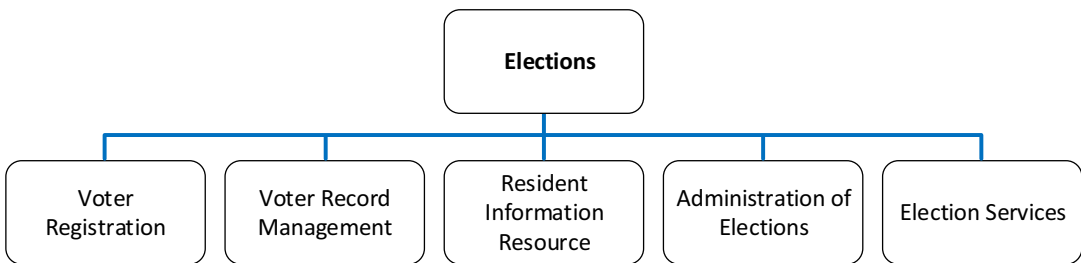 Elections
Voter
Registration
Voter Record
Management
Resident
Information
Resource
Administration of
Elections
Election Services